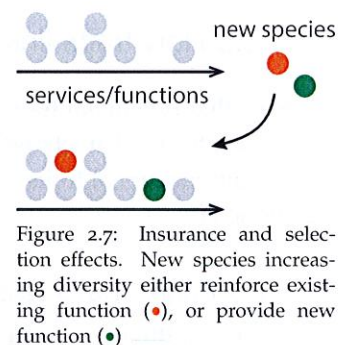 new species
services/functions
Figure 2.7: Insurance and selec-
tion effects. New species increas-
ing diversity either reinforce exist-
ing function (•), or provide new
function (•)